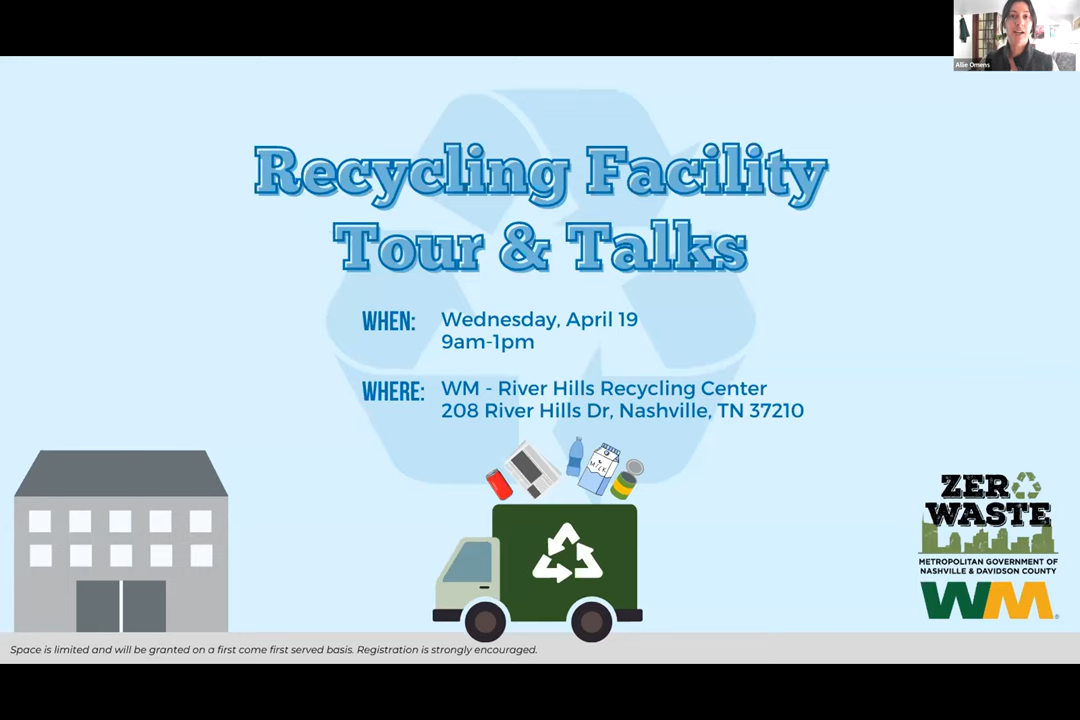 Allie Omens
Recycling Facility
Tour & Talks
WHEN:
Wednesday, April 19
9am-1pm
WHERE:
WM - River Hills Recycling Center
208 River Hills Dr, Nashville, TN 37210
MILK
ZERO
WASTE
METROPOLITAN GOVERNMENT OF
NASHVILLE & DAVIDSON COUNTY
WM®
Space is limited and will be granted on a first come first served basis. Registration is strongly encouraged.